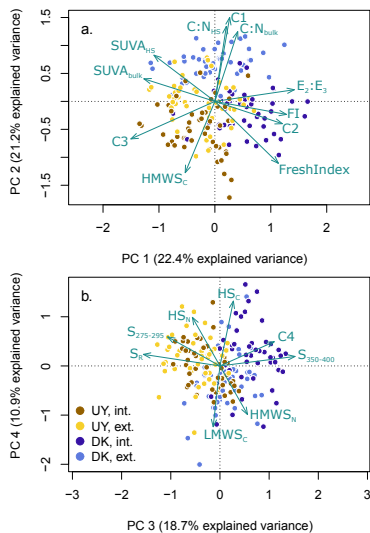 a.
C1
C:N_HS
C:N_bulk
SUVA_HS
SUVA_bulk
E₂:E₃
FI
C2
C3
HMWS_C
FreshIndex
1.5
0.5
−0.5
−1.5
PC 2 (21.2% explained variance)
−2 −1 0 1 2
PC 1 (22.4% explained variance)
b.
HS_C
HS_N
S₂₇₅₋₂₉₅
C4
S_R
S₃₅₀₋₄₀₀
HMWS_N
LMWS_C
UY, int.
UY, ext.
DK, int.
DK, ext.
1
0
−1
−2
PC 4 (10.9% explained variance)
−3 −2 −1 0 1 2 3
PC 3 (18.7% explained variance)